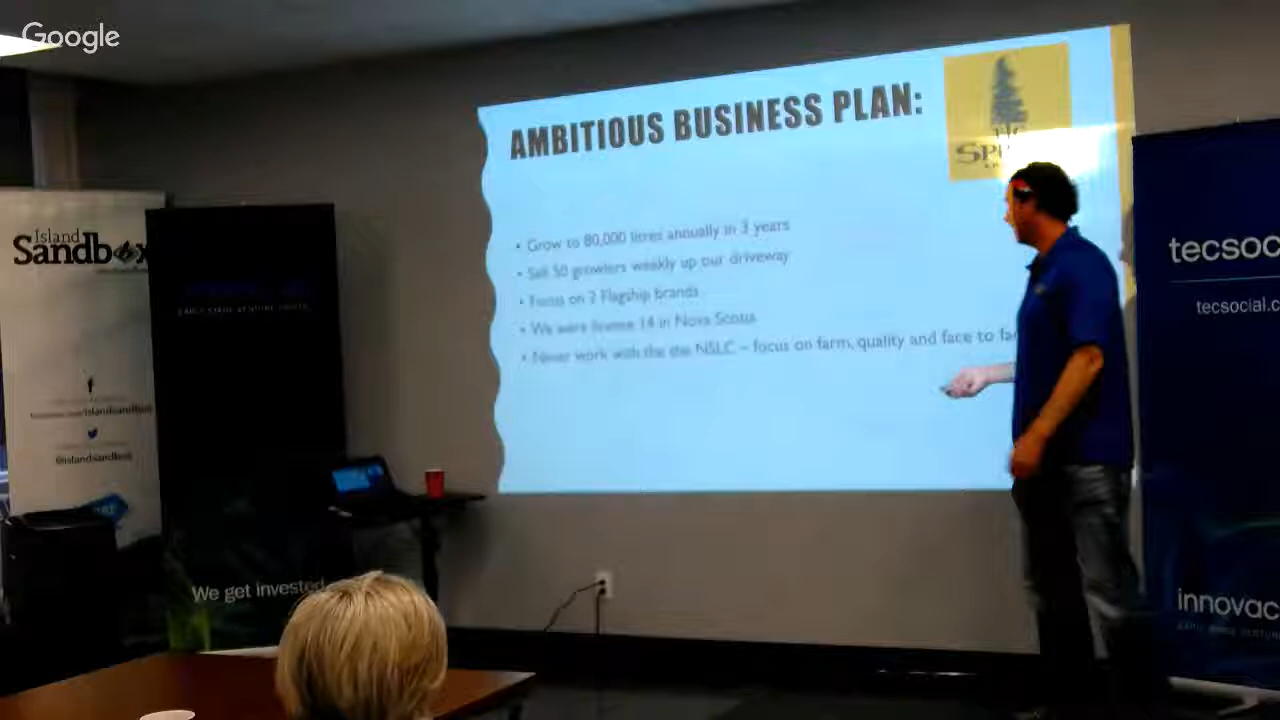 Google
AMBITIOUS BUSINESS PLAN:
• Grow to 80,000 litres annually in 3 years
• Sell 50 growlers weekly up our driveway
• Focus on 2 Flagship brands
• We were license 14 in Nova Scotia
• Never work with the the NSLC – focus on farm, quality and face to fa
Island
Sandbox
@islandsandbox
We get invested
tecsoc
tecsocial.c
innovac